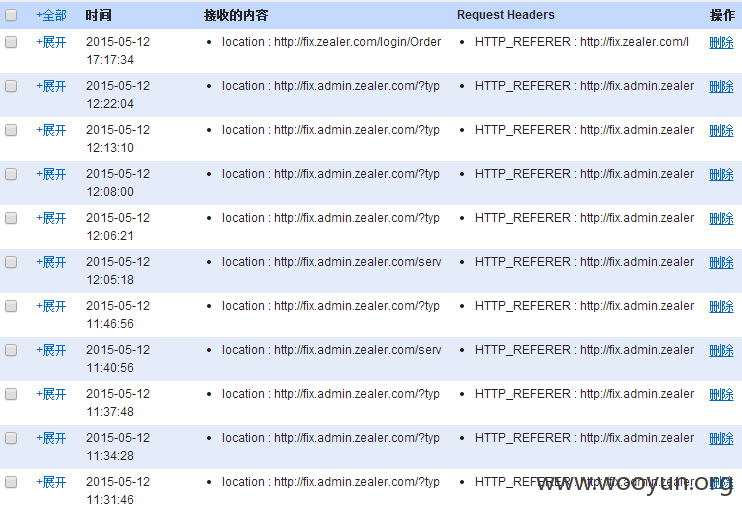 +全部 时间 接收的内容 Request Headers 操作
+展开 2015-05-12 location : http://fix.zealer.com/login/Order HTTP_REFERER : http://fix.zealer.com/l 删除
17:17:34
+展开 2015-05-12 location : http://fix.admin.zealer.com/?typ HTTP_REFERER : http://fix.admin.zealer 删除
12:22:04
+展开 2015-05-12 location : http://fix.admin.zealer.com/?typ HTTP_REFERER : http://fix.admin.zealer 删除
12:13:10
+展开 2015-05-12 location : http://fix.admin.zealer.com/?typ HTTP_REFERER : http://fix.admin.zealer 删除
12:08:00
+展开 2015-05-12 location : http://fix.admin.zealer.com/?typ HTTP_REFERER : http://fix.admin.zealer 删除
12:06:21
+展开 2015-05-12 location : http://fix.admin.zealer.com/serv HTTP_REFERER : http://fix.admin.zealer 删除
12:05:18
+展开 2015-05-12 location : http://fix.admin.zealer.com/?typ HTTP_REFERER : http://fix.admin.zealer 删除
11:46:56
+展开 2015-05-12 location : http://fix.admin.zealer.com/serv HTTP_REFERER : http://fix.admin.zealer 删除
11:40:56
+展开 2015-05-12 location : http://fix.admin.zealer.com/?typ HTTP_REFERER : http://fix.admin.zealer 删除
11:37:48
+展开 2015-05-12 location : http://fix.admin.zealer.com/?typ HTTP_REFERER : http://fix.admin.zealer 删除
11:34:28
+展开 2015-05-12 location : http://fix.admin.zealer.com/?typ HTTP_REFERER : http://fix.admin.zealer 删除
11:31:46
www.wooyun.org